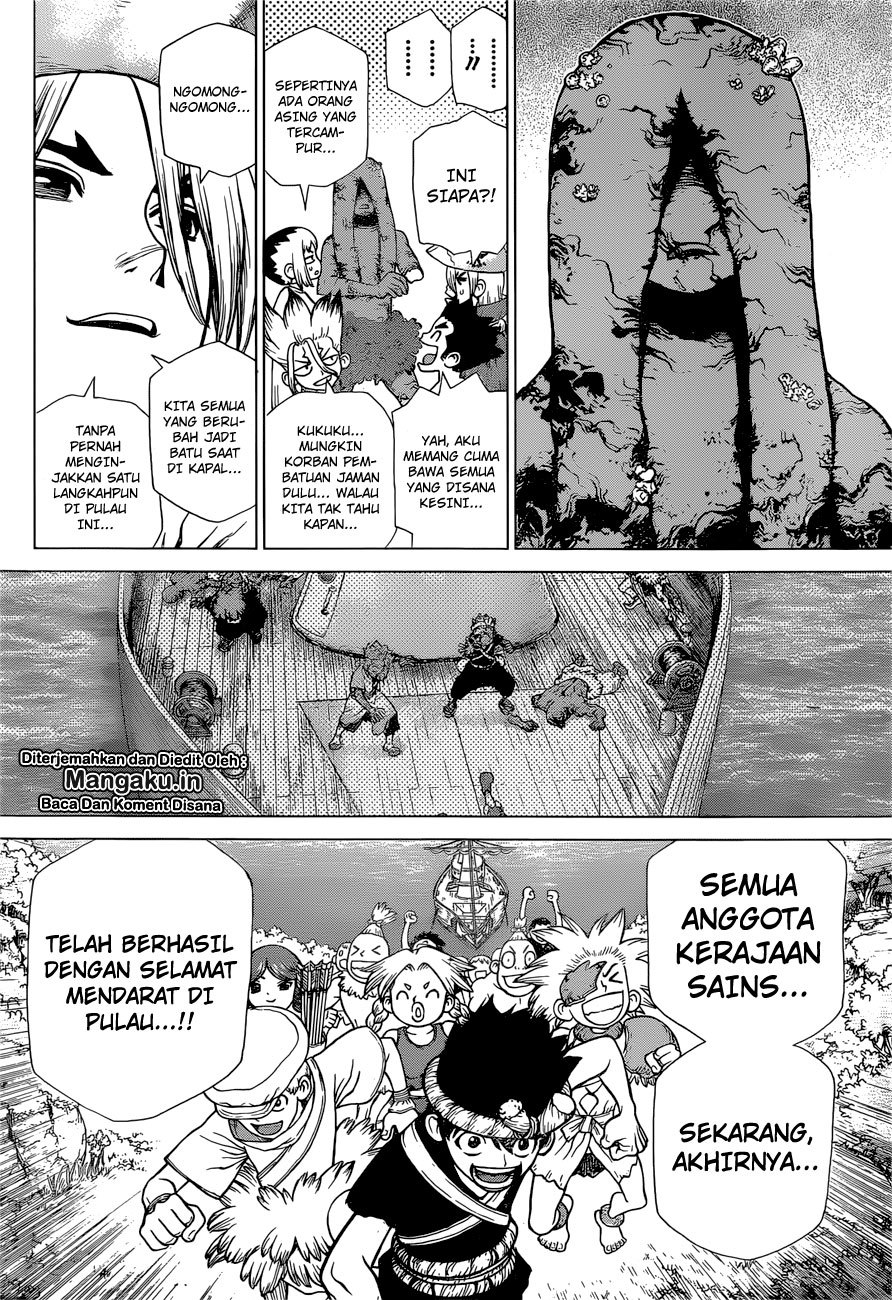 ......!!
......
INI
SIAPA?!
SEPERTINYA
ADA ORANG
ASING YANG
TERCAM-
PUR...
YAH, AKU
MEMANG CUMA
BAWA SEMUA
YANG DISANA
KESINI...
KUKUKU...
MUNGKIN
KORBAN PEM-
BATUAN JAMAN
DULU... WALAU
KITA TAK TAHU
KAPAN...
NGOMONG-
NGOMONG...
KITA SEMUA
YANG BERU-
BAH JADI
BATU SAAT
DI KAPAL...
TANPA
PERNAH
MENGIN-
JAKKAN SATU
LANGKAHPUN
DI PULAU
INI...
Diterjemahkan dan Diedit Oleh:
Mangaku.in
Baca Dan Koment Disana
SEMUA
ANGGOTA
KERAJAAN
SAINS...
SEKARANG,
AKHIRNYA...
TELAH BERHASIL
DENGAN SELAMAT
MENDARAT DI
PULAU...!!